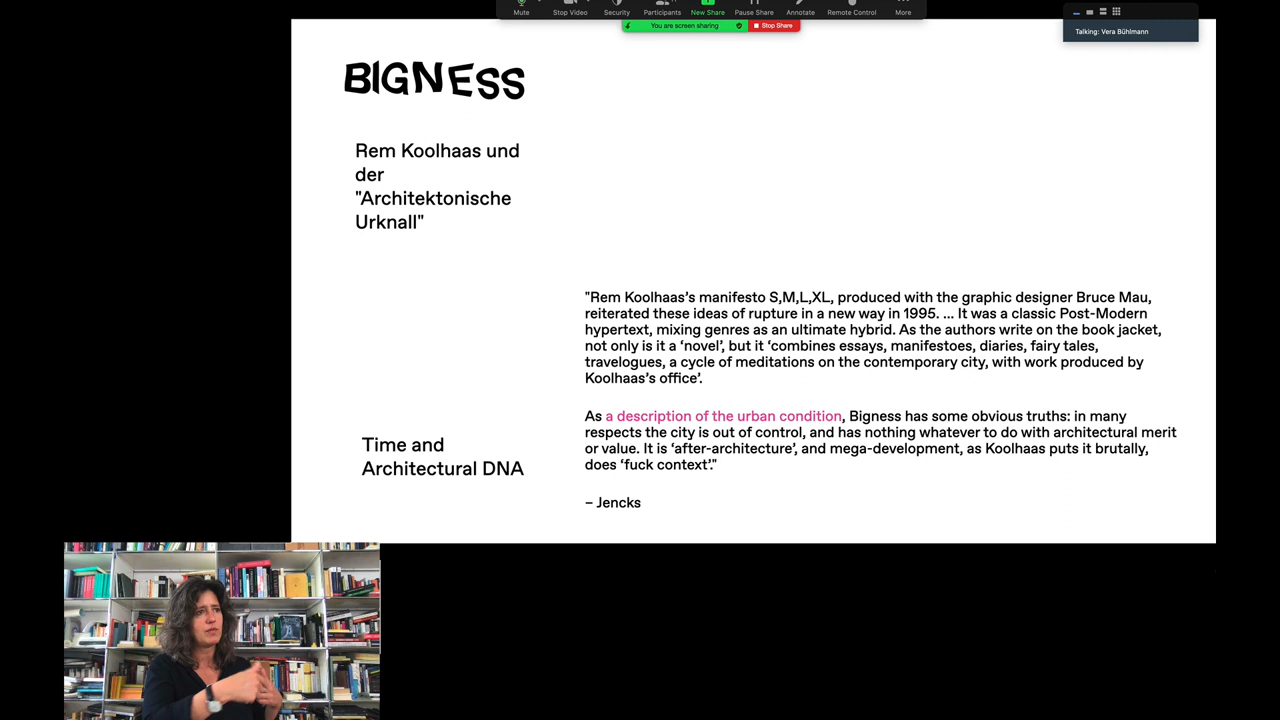 Mute
Stop Video
Security
Participants
New Share
Pause Share
Annotate
Remote Control
More
You are screen sharing
Stop Share
Talking: Vera Bühlmann
BIGNESS
Rem Koolhaas und
der
"Architektonische
Urknall"
"Rem Koolhaas’s manifesto S,M,L,XL, produced with the graphic designer Bruce Mau,
reiterated these ideas of rupture in a new way in 1995. ... It was a classic Post-Modern
hypertext, mixing genres as an ultimate hybrid. As the authors write on the book jacket,
not only is it a ‘novel’, but it ‘combines essays, manifestoes, diaries, fairy tales,
travelogues, a cycle of meditations on the contemporary city, with work produced by
Koolhaas’s office’.
As a description of the urban condition, Bigness has some obvious truths: in many
respects the city is out of control, and has nothing whatever to do with architectural merit
or value. It is ‘after-architecture’, and mega-development, as Koolhaas puts it brutally,
does ‘fuck context’."
– Jencks
Time and
Architectural DNA